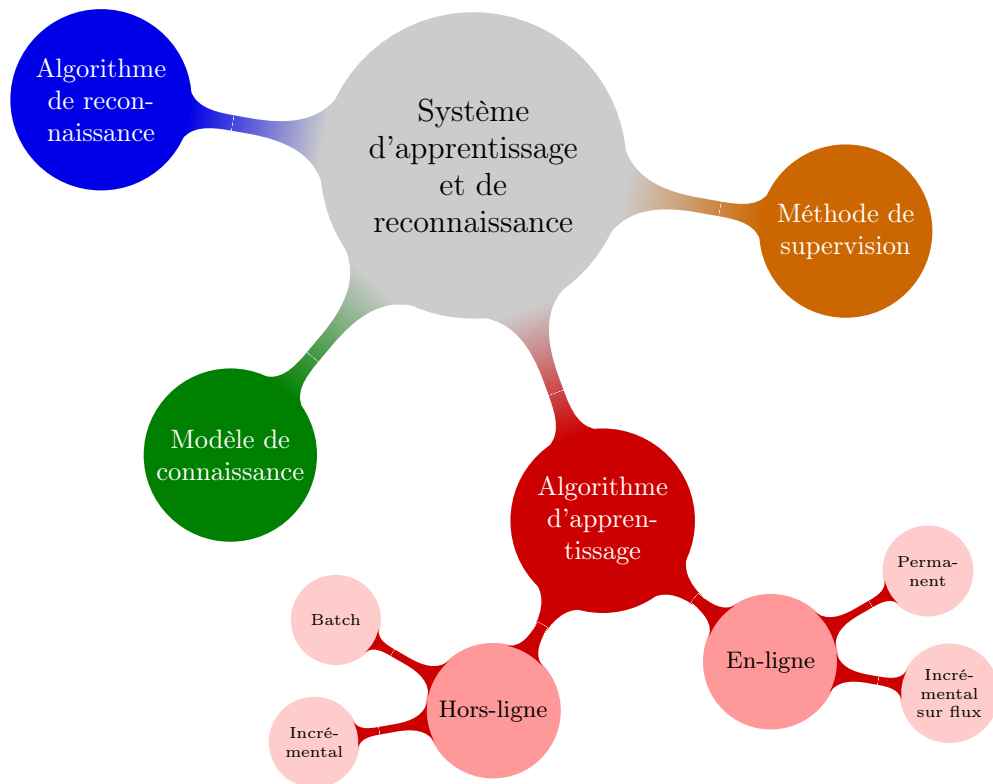 Algorithme
de recon-
naissance
Système
d'apprentissage
et de
reconnaissance
Méthode de
supervision
Modèle de
connaissance
Algorithme
d'appren-
tissage
Batch
Incré-
mental
Hors-ligne
En-ligne
Perma-
nent
Incré-
mental
sur flux